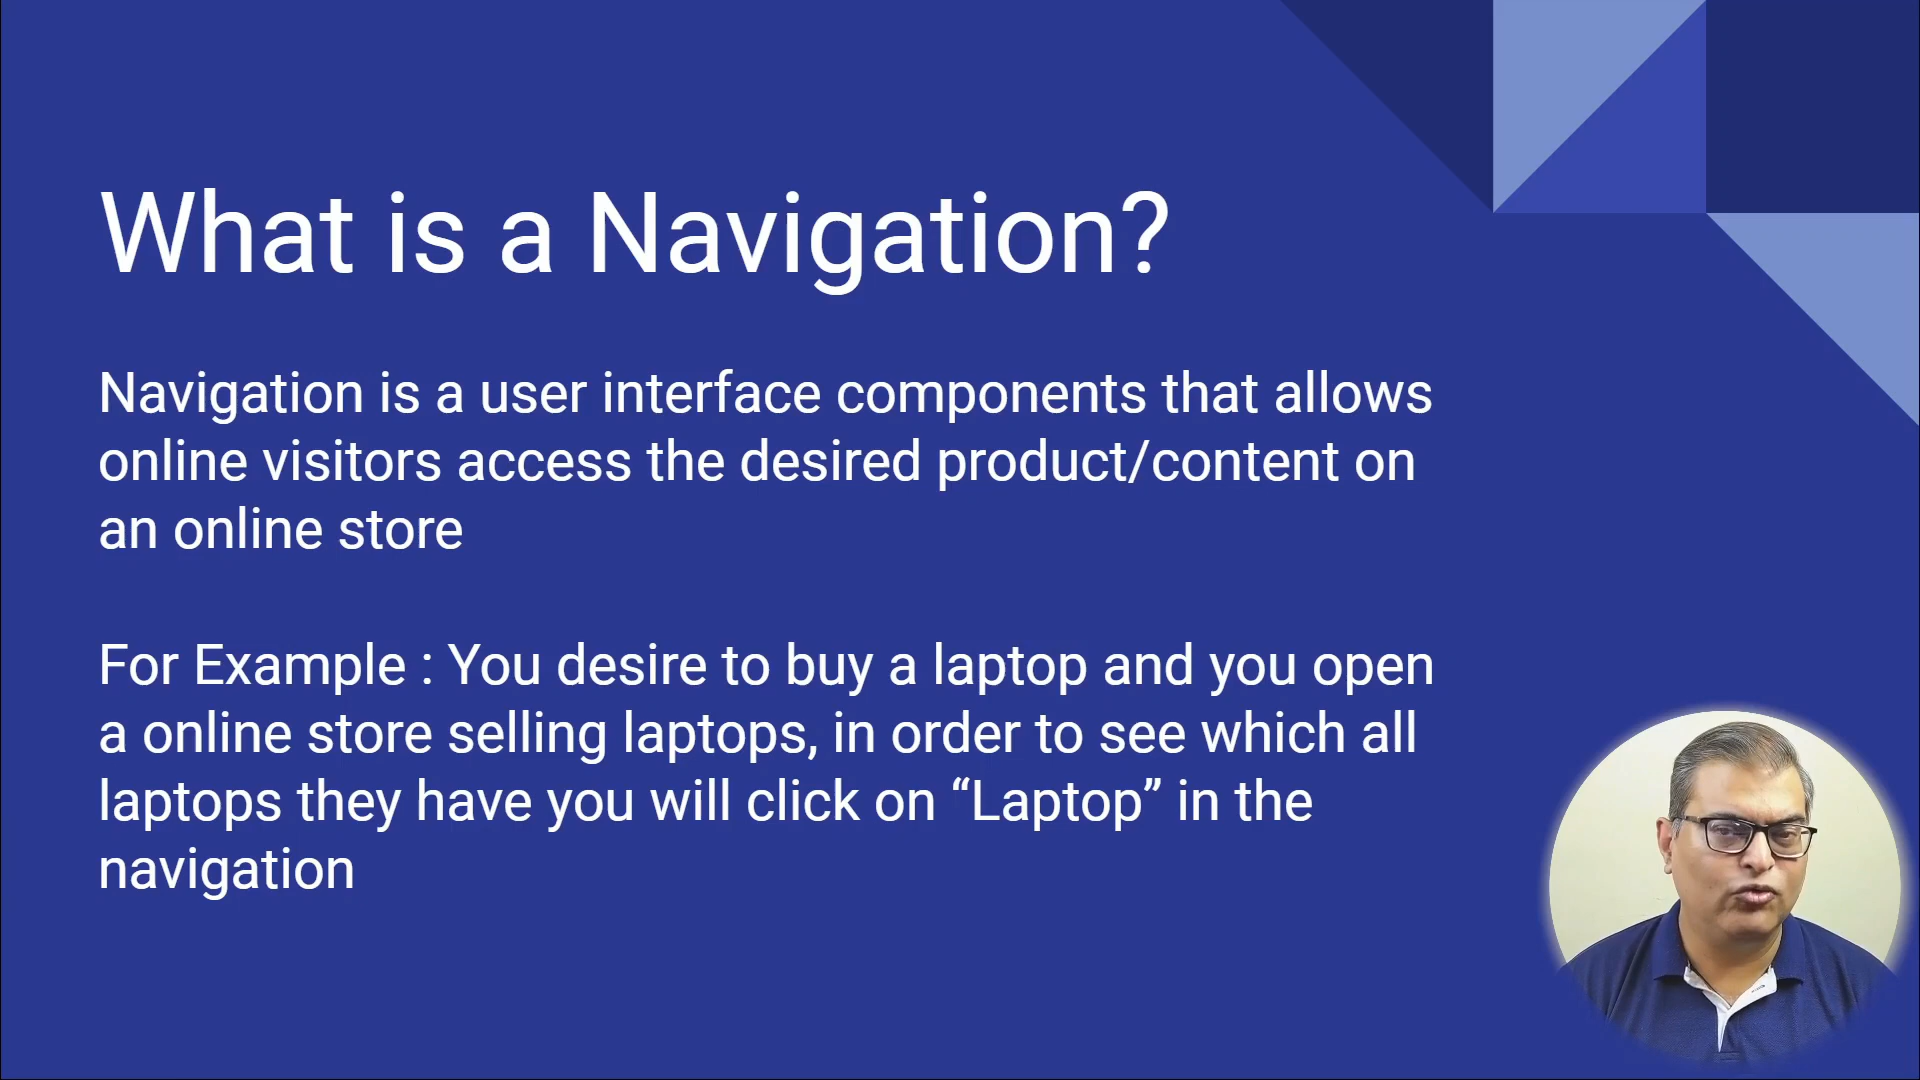 What is a Navigation?
Navigation is a user interface components that allows
online visitors access the desired product/content on
an online store
For Example : You desire to buy a laptop and you open
a online store selling laptops, in order to see which all
laptops they have you will click on “Laptop” in the
navigation